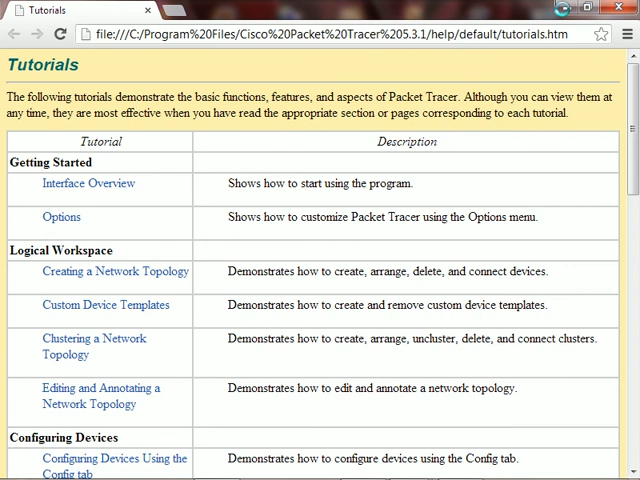 Tutorials
file:///C:/Program%20Files/Cisco%20Packet%20Tracer%205.3.1/help/default/tutorials.htm
Tutorials
The following tutorials demonstrate the basic functions, features, and aspects of Packet Tracer. Although you can view them at
any time, they are most effective when you have read the appropriate section or pages corresponding to each tutorial.
Tutorial Description
Getting Started
Interface Overview Shows how to start using the program.
Options Shows how to customize Packet Tracer using the Options menu.
Logical Workspace
Creating a Network Topology Demonstrates how to create, arrange, delete, and connect devices.
Custom Device Templates Demonstrates how to create and remove custom device templates.
Clustering a Network Demonstrates how to create, arrange, uncluster, delete, and connect clusters.
Topology
Editing and Annotating a Demonstrates how to edit and annotate a network topology.
Network Topology
Configuring Devices
Configuring Devices Using the Demonstrates how to configure devices using the Config tab.
Config tab